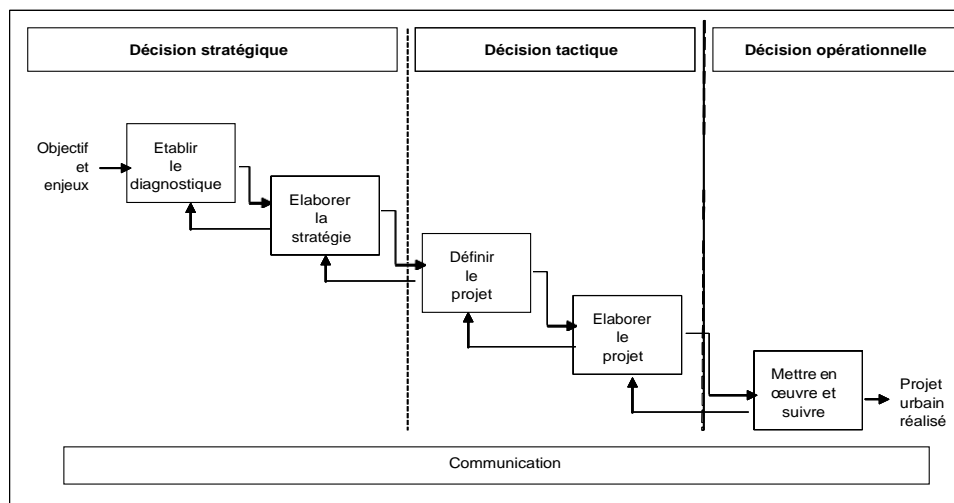 Décision stratégique
Décision tactique
Décision opérationnelle
Objectif
et
enjeux
Etablir
le
diagnostique
Elaborer
la
stratégie
Définir
le
projet
Elaborer
le
projet
Mettre en
œuvre et
suivre
Projet
urbain
réalisé
Communication